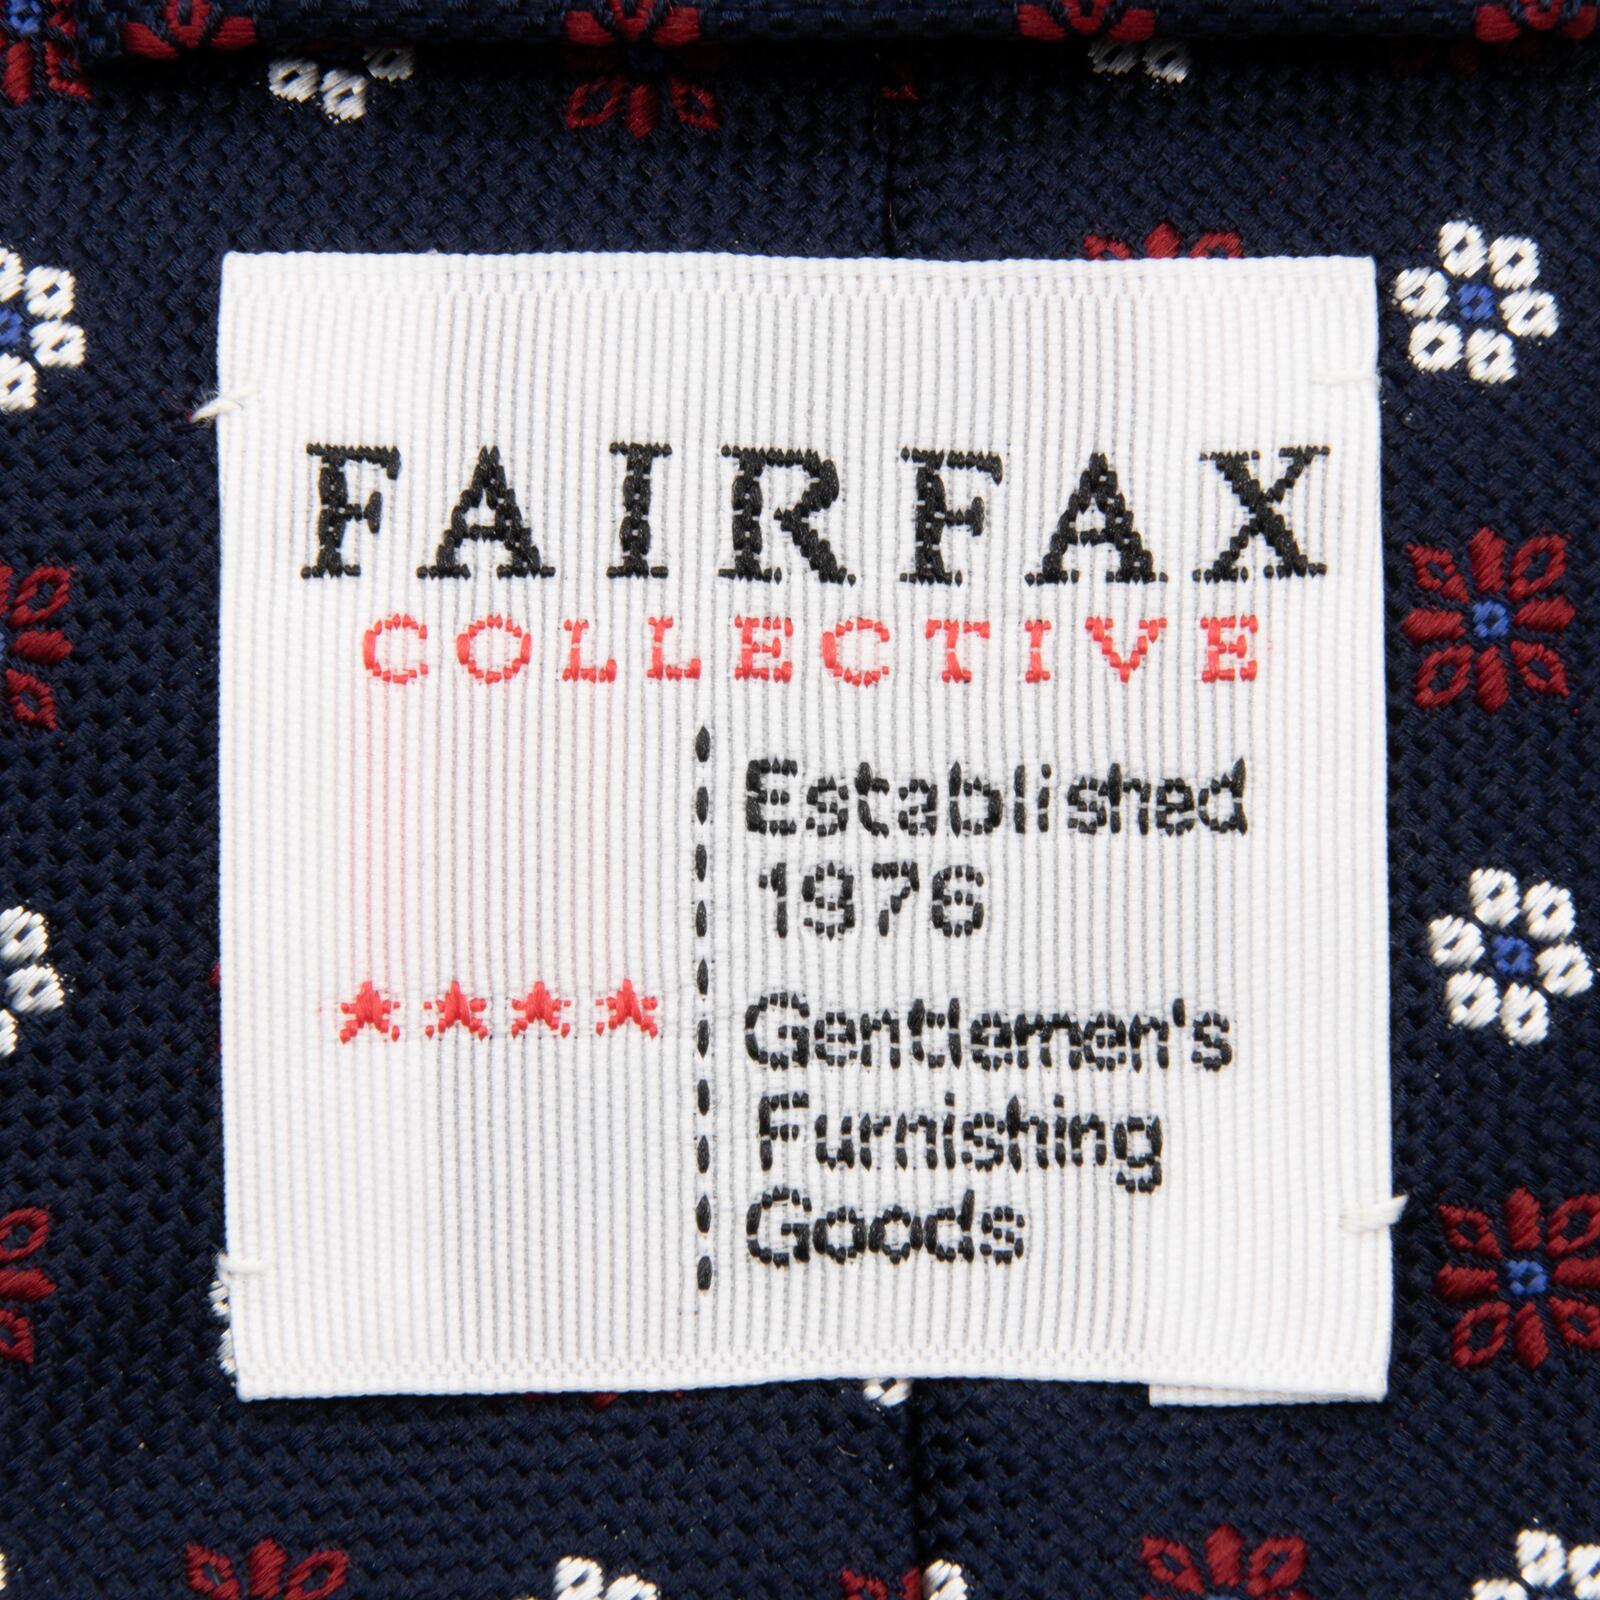 FAIRFAX
COLLECTIVE
Established
1976
Gentlemen's
Furnishing
Goods